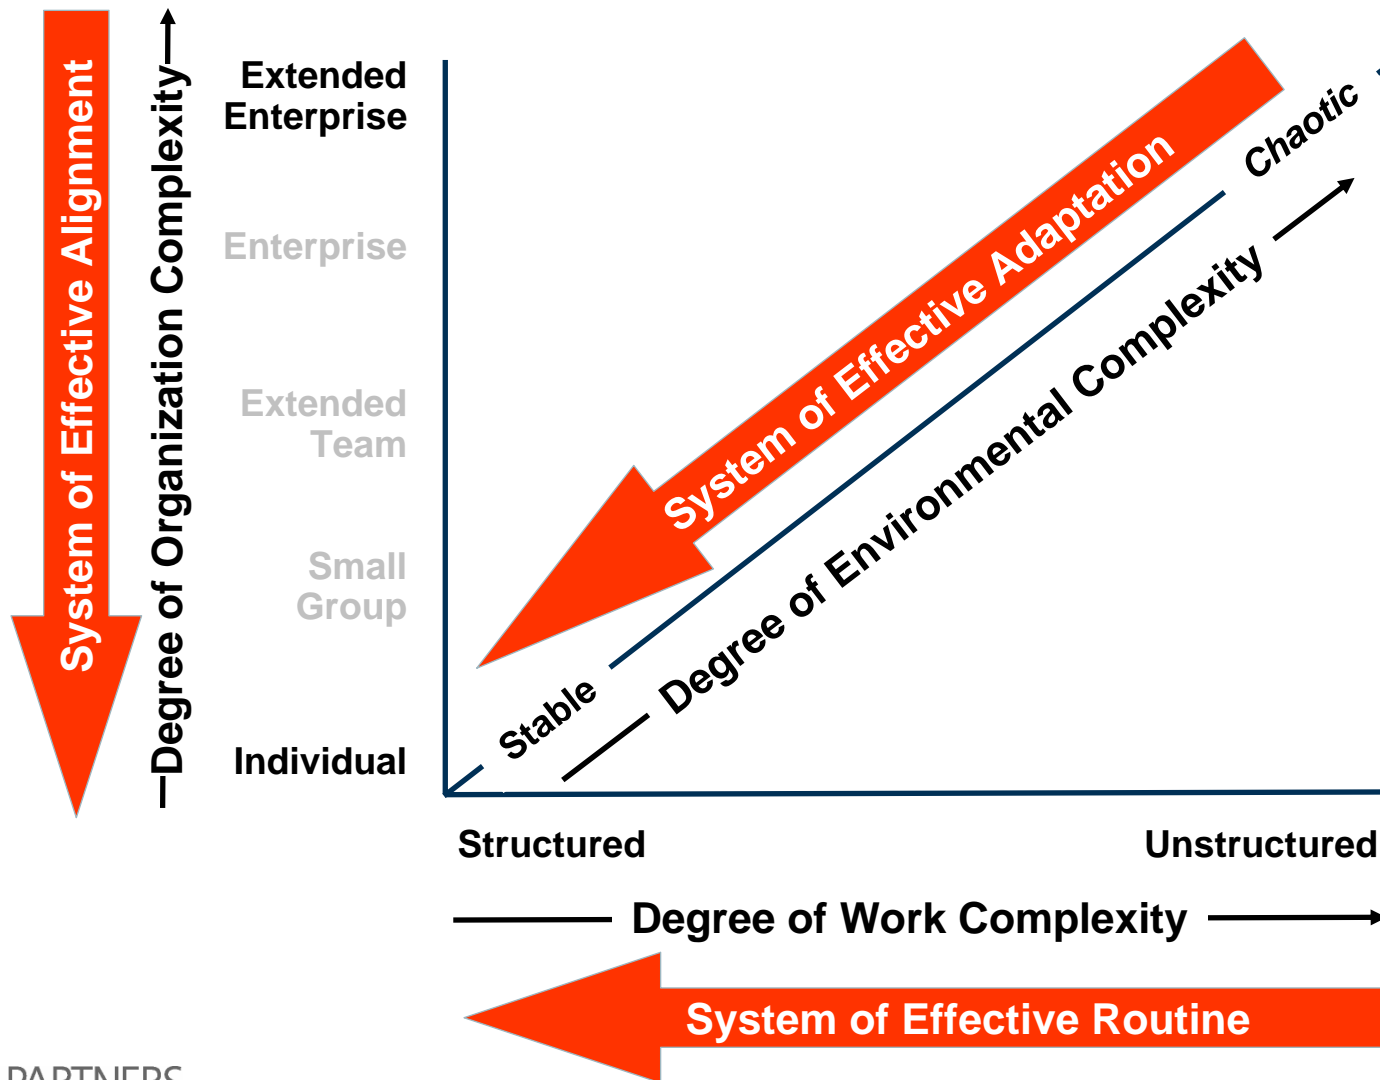 System of Effective Alignment
Degree of Organization Complexity
Extended
Enterprise
Enterprise
Extended
Team
Small
Group
Individual
System of Effective Adaptation
Stable
Chaotic
Degree of Environmental Complexity
Structured
Unstructured
Degree of Work Complexity
System of Effective Routine
PARTNERS